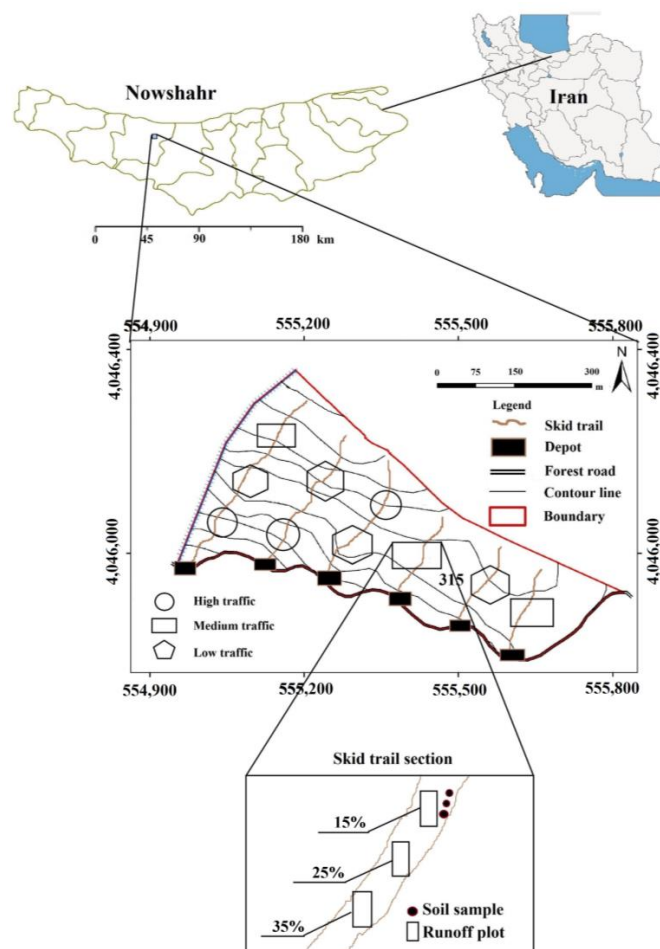 Nowshahr
Iran
0 45 90 180 km
554,900 555,200 555,500 555,800
4,046,400
4,046,400
N
0 75 150 300
m
Legend
Skid trail
Depot
Forest road
Contour line
Boundary
4,046,000
4,046,000
315
High traffic
Medium traffic
Low traffic
554,900 555,200 555,500 555,800
Skid trail section
15%
25%
35%
Soil sample
Runoff plot